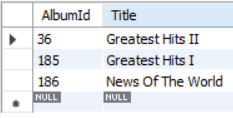 AlbumId Title
36 Greatest Hits II
185 Greatest Hits I
186 News Of The World
NULL NULL